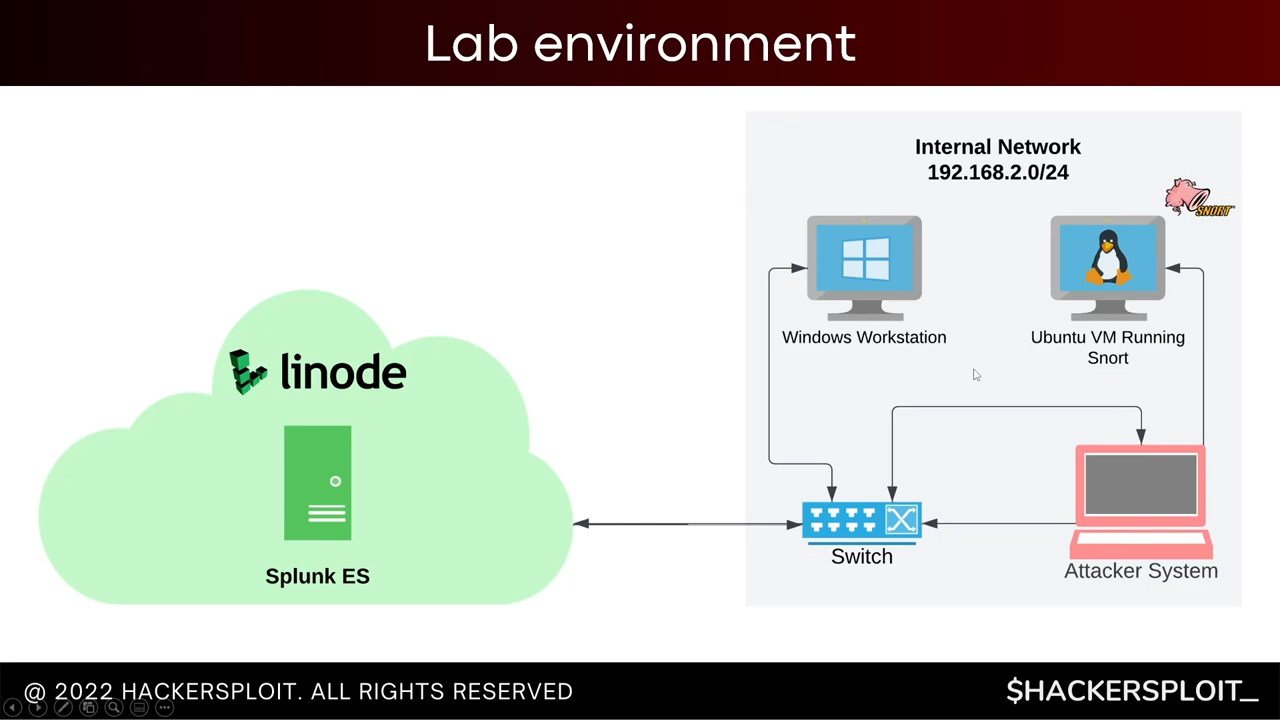 Lab environment
Internal Network
192.168.2.0/24
SNORT
Windows Workstation
Ubuntu VM Running
Snort
linode
Splunk ES
Switch
Attacker System
@ 2022 HACKERSPLOIT. ALL RIGHTS RESERVED
$HACKERSPLOIT_